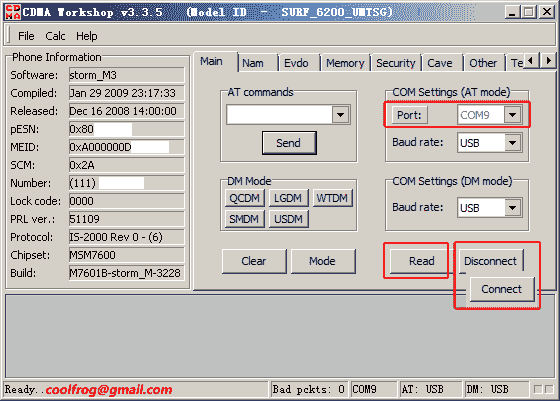 CDMA Workshop v3.3.5 (Model ID - SURF_6200_UMTSG)
File Calc Help
Phone Information
Software: storm_M3
Compiled: Jan 29 2009 23:17:33
Released: Dec 16 2008 14:00:00
pESN: 0x80
MEID: 0xA000000D
SCM: 0x2A
Number: (111)
Lock code: 0000
PRL ver.: 51109
Protocol: IS-2000 Rev 0 - (6)
Chipset: MSM7600
Build: M7601B-storm_M-3228
Main Nam Evdo Memory Security Cave Other Te
AT commands
Send
COM Settings (AT mode)
Port: COM9
Baud rate: USB
DM Mode
QCDM LGDM WTDM
SMDM USDM
COM Settings (DM mode)
Baud rate: USB
Clear Mode Read Disconnect
Connect
Ready.. coolfrog@gmail.com Bad pckts: 0 COM9 AT: USB DM: USB